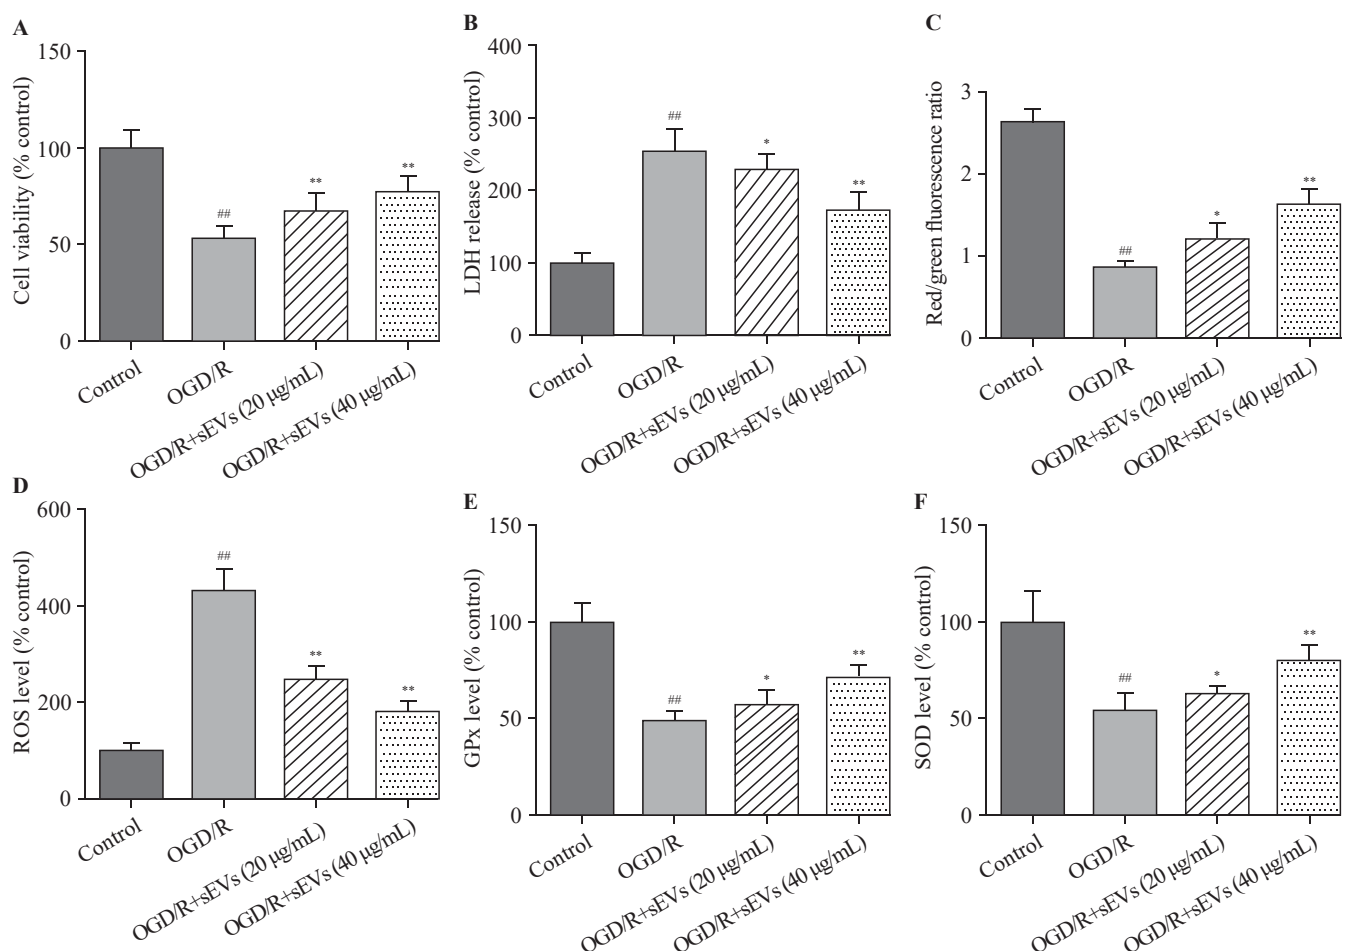 A
Cell viability (% control)
150
100
50
0
##
**
**
Control
OGD/R
OGD/R+sEVs (20 μg/mL)
OGD/R+sEVs (40 μg/mL)
B
LDH release (% control)
400
300
200
100
0
##
*
**
Control
OGD/R
OGD/R+sEVs (20 μg/mL)
OGD/R+sEVs (40 μg/mL)
C
Red/green fluorescence ratio
3
2
1
0
##
*
**
Control
OGD/R
OGD/R+sEVs (20 μg/mL)
OGD/R+sEVs (40 μg/mL)
D
ROS level (% control)
600
400
200
0
##
**
**
Control
OGD/R
OGD/R+sEVs (20 μg/mL)
OGD/R+sEVs (40 μg/mL)
E
GPx level (% control)
150
100
50
0
##
*
**
Control
OGD/R
OGD/R+sEVs (20 μg/mL)
OGD/R+sEVs (40 μg/mL)
F
SOD level (% control)
150
100
50
0
##
*
**
Control
OGD/R
OGD/R+sEVs (20 μg/mL)
OGD/R+sEVs (40 μg/mL)